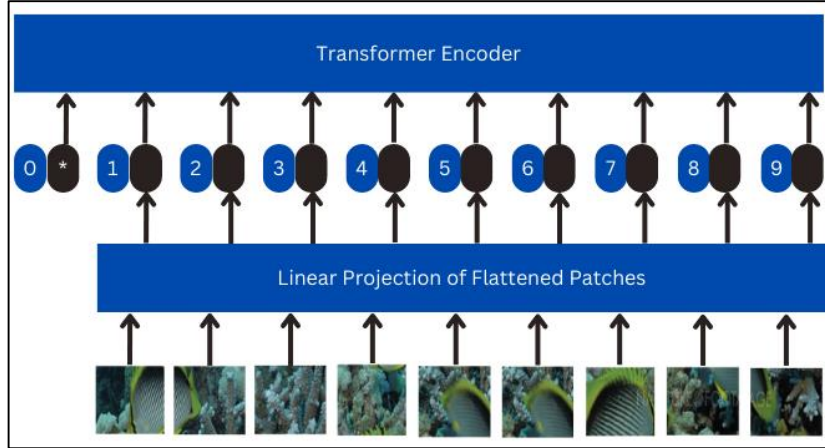 Transformer Encoder
0 * 1 2 3 4 5 6 7 8 9
Linear Projection of Flattened Patches